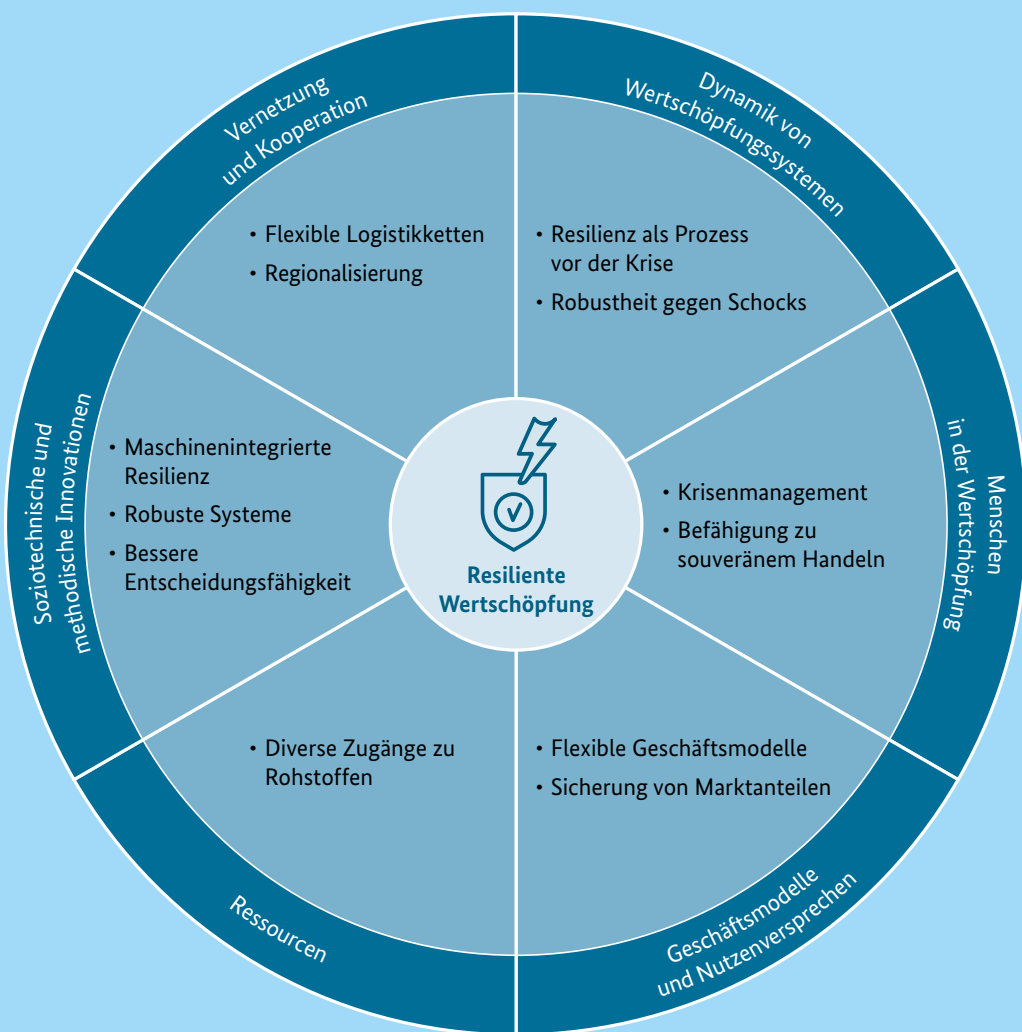 Vernetzung
und Kooperation
• Flexible Logistikketten
• Regionalisierung
Dynamik von
Wertschöpfungssystemen
• Resilienz als Prozess
vor der Krise
• Robustheit gegen Schocks
Menschen
in der Wertschöpfung
• Krisenmanagement
• Befähigung zu
souveränem Handeln
Geschäftsmodelle
und Nutzenversprechen
• Flexible Geschäftsmodelle
• Sicherung von Marktanteilen
Ressourcen
• Diverse Zugänge zu
Rohstoffen
Soziotechnische und
methodische Innovationen
• Maschinenintegrierte
Resilienz
• Robuste Systeme
• Bessere
Entscheidungsfähigkeit
Resiliente
Wertschöpfung